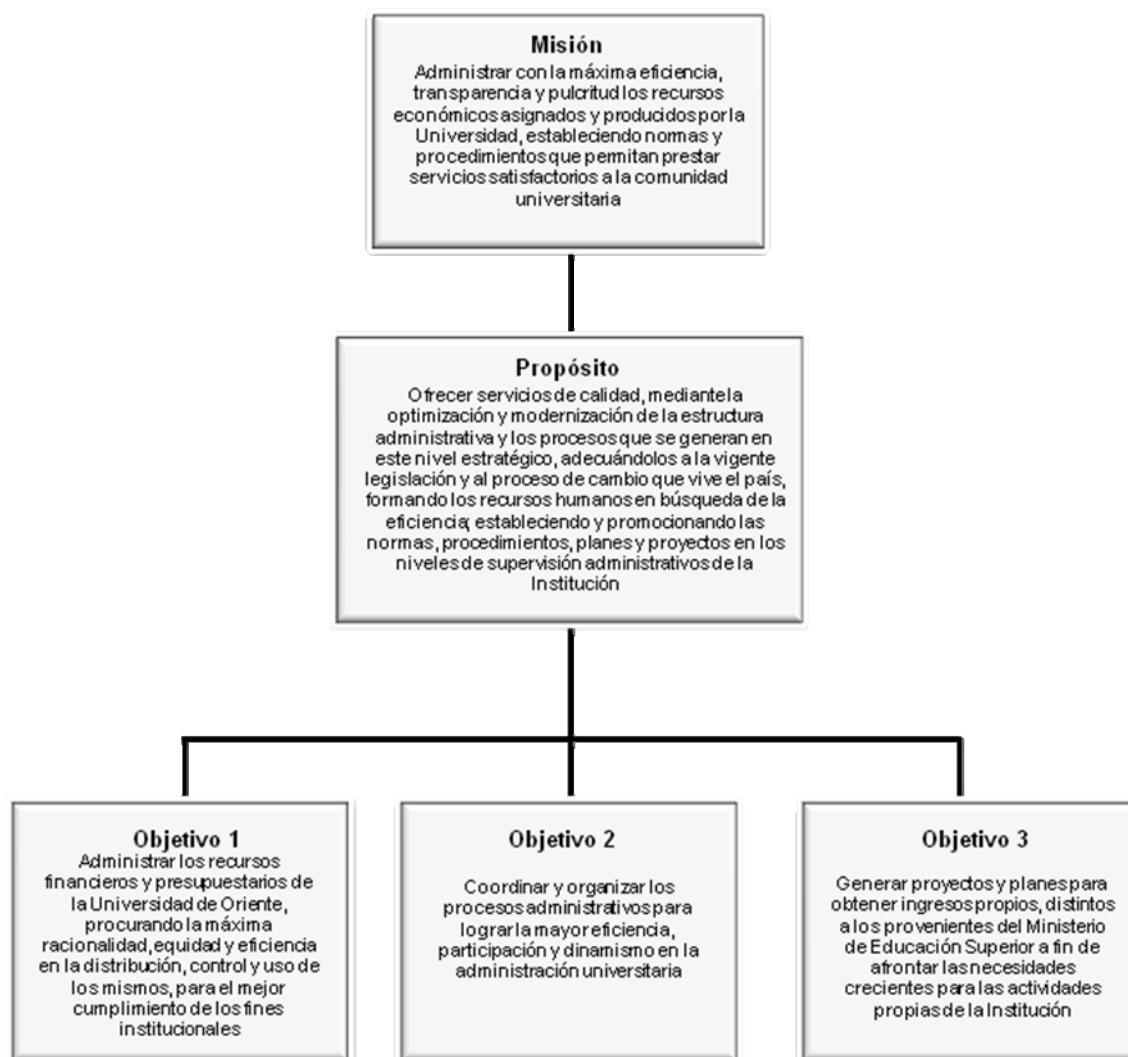 Misión
Administrar con la máxima eficiencia,
transparencia y pulcritud los recursos
económicos asignados y producidos por la
Universidad, estableciendo normas y
procedimientos que permitan prestar
servicios satisfactorios a la comunidad
universitaria
Propósito
Ofrecer servicios de calidad, mediante la
optimización y modernización de la estructura
administrativa y los procesos que se generan en
este nivel estratégico, adecuándolos a la vigente
legislación y al proceso de cambio que vive el país,
formando los recursos humanos en búsqueda de la
eficiencia; estableciendo y promocionando las
normas, procedimientos, planes y proyectos en los
niveles de supervisión administrativos de la
Institución
Objetivo 1
Administrar los recursos
financieros y presupuestarios de
la Universidad de Oriente,
procurando la máxima
racionalidad, equidad y eficiencia
en la distribución, control y uso de
los mismos, para el mejor
cumplimiento de los fines
institucionales
Objetivo 2
Coordinar y organizar los
procesos administrativos para
lograr la mayor eficiencia,
participación y dinamismo en la
administración universitaria
Objetivo 3
Generar proyectos y planes para
obtener ingresos propios, distintos
a los provenientes del Ministerio
de Educación Superior a fin de
afrontar las necesidades
crecientes para las actividades
propias de la Institución